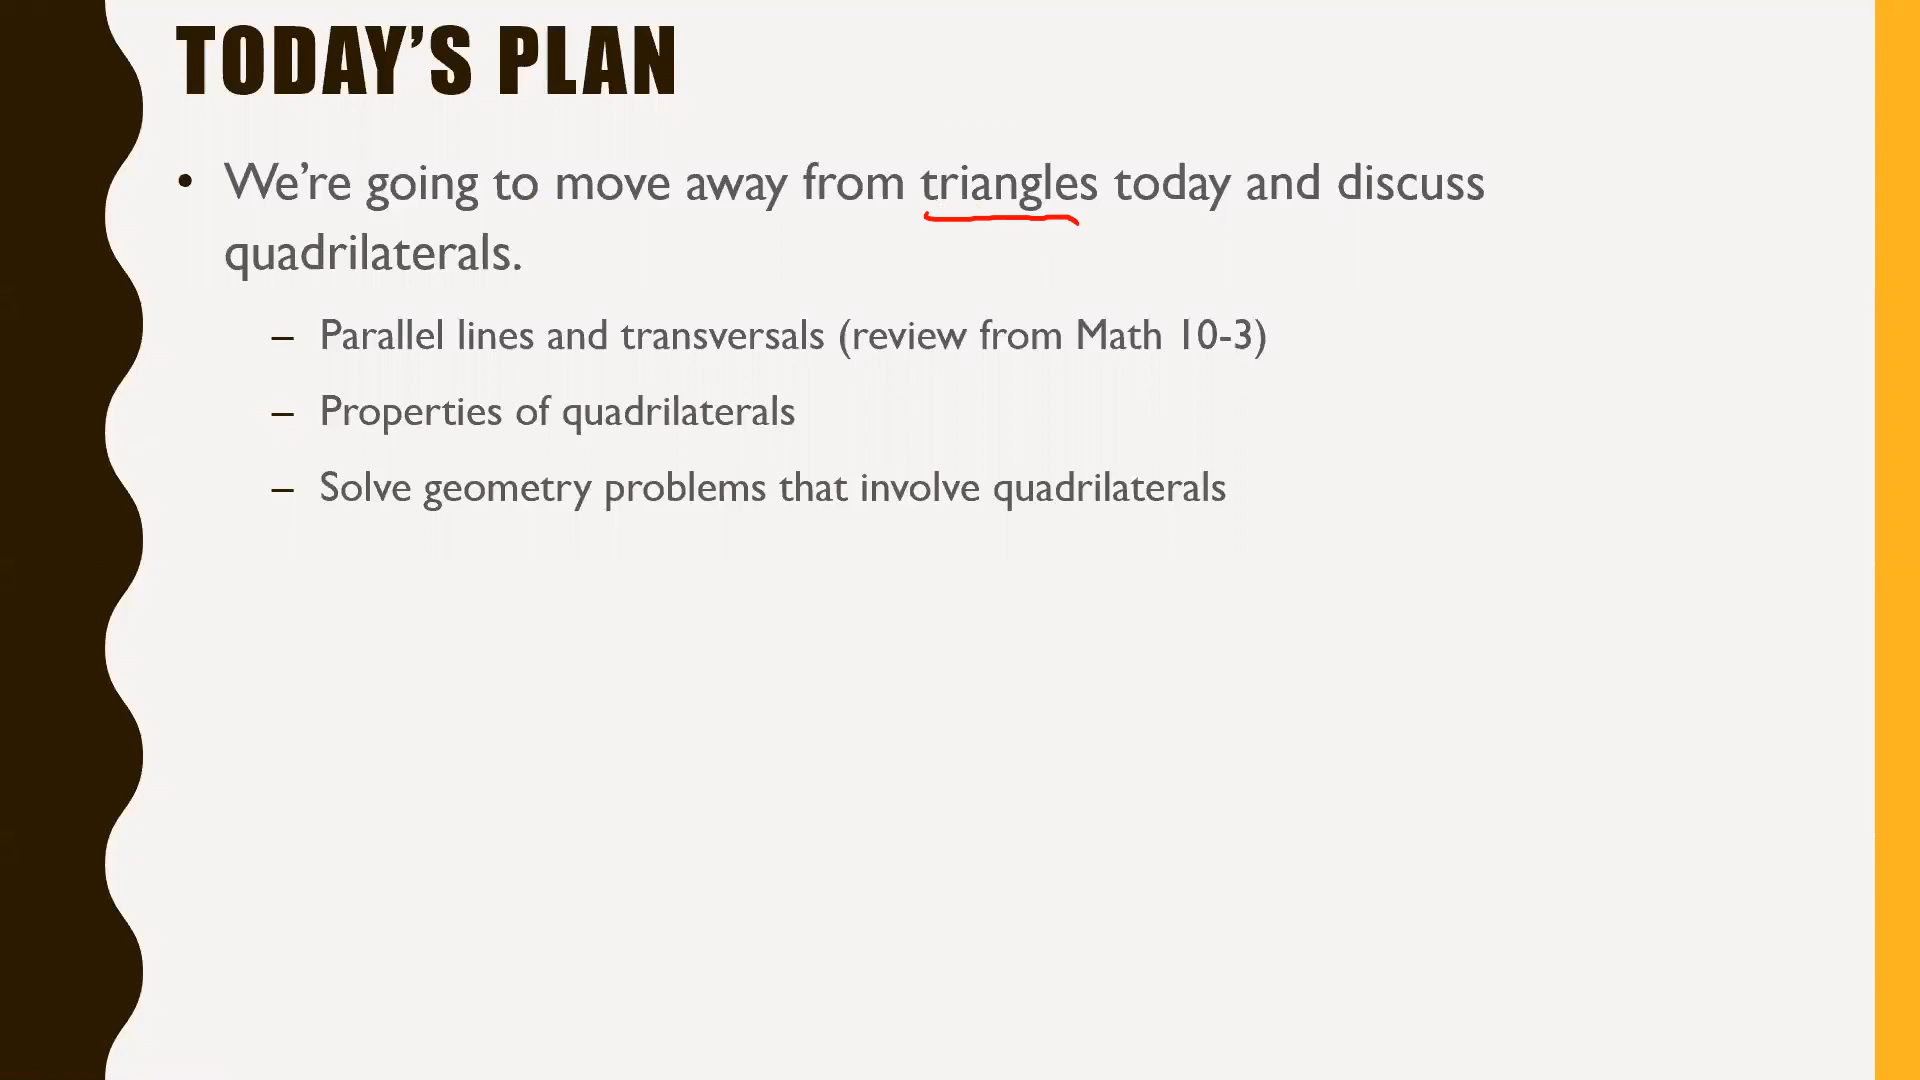 TODAY’S PLAN
• We’re going to move away from triangles today and discuss
quadrilaterals.
– Parallel lines and transversals (review from Math 10-3)
– Properties of quadrilaterals
– Solve geometry problems that involve quadrilaterals